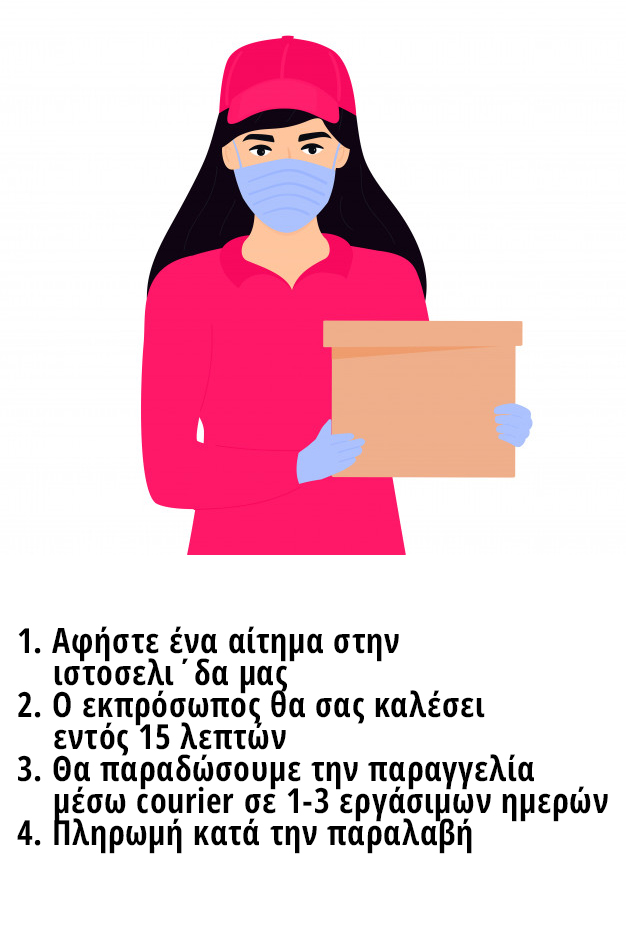 1. Αφήστε ένα αίτημα στην
ιστοσελι΄δα μας
2. Ο εκπρόσωπος θα σας καλέσει
εντός 15 λεπτών
3. Θα παραδώσουμε την παραγγελία
μέσω courier σε 1-3 εργάσιμων ημερών
4. Πληρωμή κατά την παραλαβή